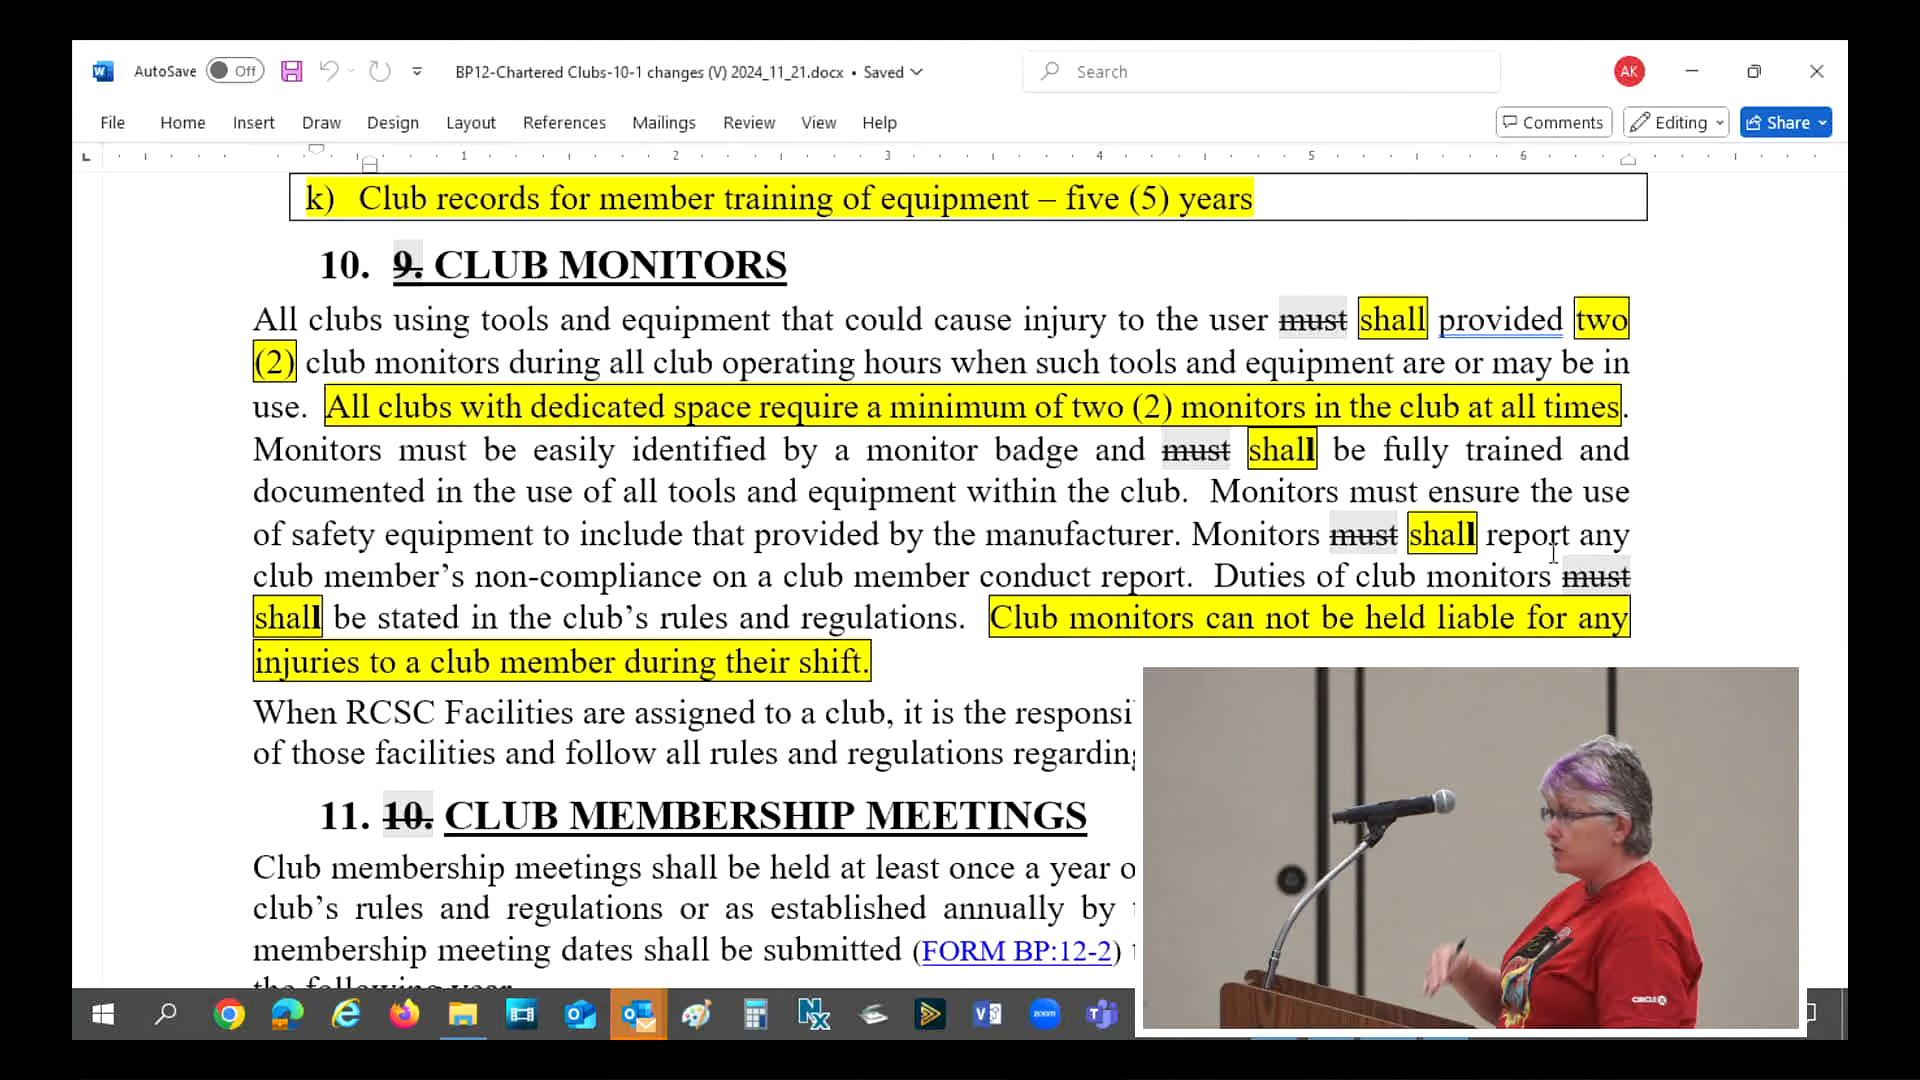 AutoSave Off BP12-Chartered Clubs-10-1 changes (V) 2024_11_21.docx • Saved Search AK
File Home Insert Draw Design Layout References Mailings Review View Help Comments Editing Share
1 2 3 4 5 6
k) Club records for member training of equipment – five (5) years
10. 9. CLUB MONITORS
All clubs using tools and equipment that could cause injury to the user must shall provided two
(2) club monitors during all club operating hours when such tools and equipment are or may be in
use. All clubs with dedicated space require a minimum of two (2) monitors in the club at all times.
Monitors must be easily identified by a monitor badge and must shall be fully trained and
documented in the use of all tools and equipment within the club. Monitors must ensure the use
of safety equipment to include that provided by the manufacturer. Monitors must shall report any
club member’s non-compliance on a club member conduct report. Duties of club monitors must
shall be stated in the club’s rules and regulations. Club monitors can not be held liable for any
injuries to a club member during their shift.
When RCSC Facilities are assigned to a club, it is the responsi
of those facilities and follow all rules and regulations regarding
11. 10. CLUB MEMBERSHIP MEETINGS
Club membership meetings shall be held at least once a year o
club’s rules and regulations or as established annually by
membership meeting dates shall be submitted (FORM BP:12-2)
the following year
zoom
CIRCLE K